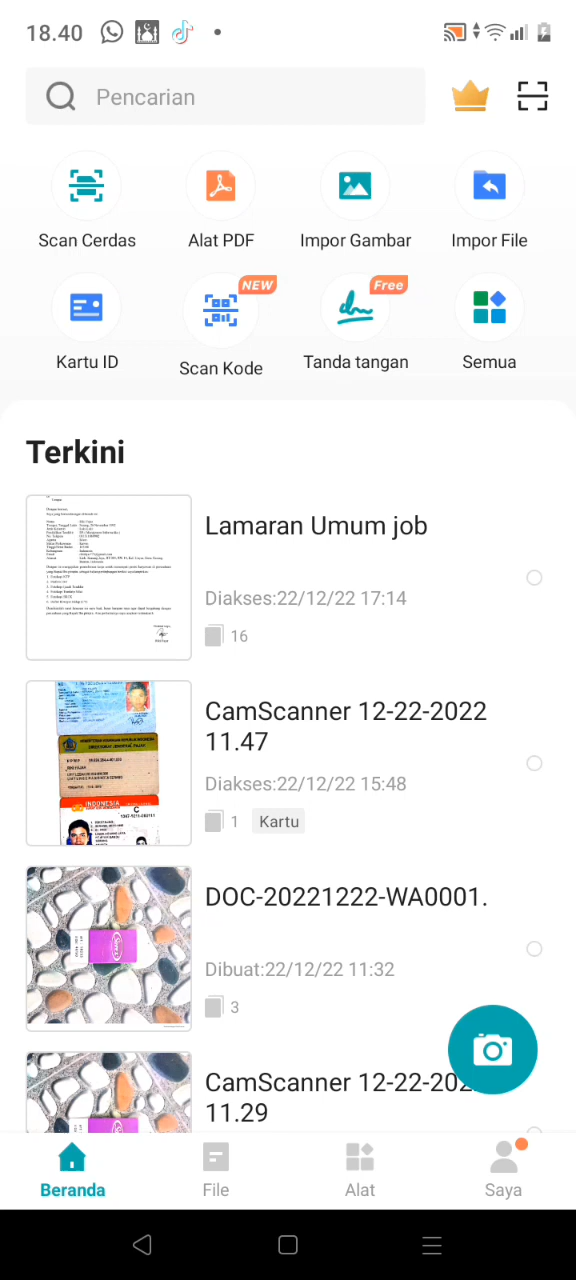 18.40
Pencarian
Scan Cerdas
Alat PDF
Impor Gambar
Impor File
NEW
Free
Kartu ID
Scan Kode
Tanda tangan
Semua
Terkini
Lamaran Umum job
Diakses:22/12/22 17:14
16
CamScanner 12-22-2022
11.47
Diakses:22/12/22 15:48
1 Kartu
INDONESIA
DOC-20221222-WA0001.
Dibuat:22/12/22 11:32
3
CamScanner 12-22-202
11.29
Beranda
File
Alat
Saya